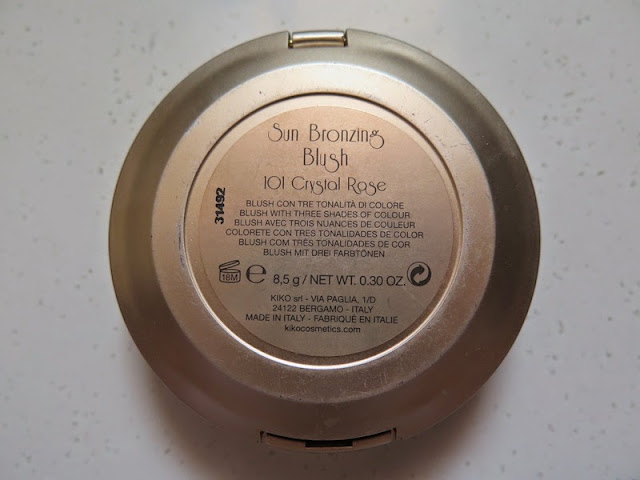 Sun Bronzing
Blush
101 Crystal Rose
BLUSH CON TRE TONALITÀ DI COLORE
BLUSH WITH THREE SHADES OF COLOUR
BLUSH AVEC TROIS NUANCES DE COULEUR
COLORETE CON TRES TONALIDADES DE COLOR
BLUSH COM TRÊS TONALIDADES DE COR
BLUSH MIT DREI FARBTÖNEN
31492
18M e 8,5 g / NET WT. 0.30 OZ.
KIKO srl - VIA PAGLIA, 1/D
24122 BERGAMO - ITALY
MADE IN ITALY - FABRIQUÉ EN ITALIE
kikocosmetics.com